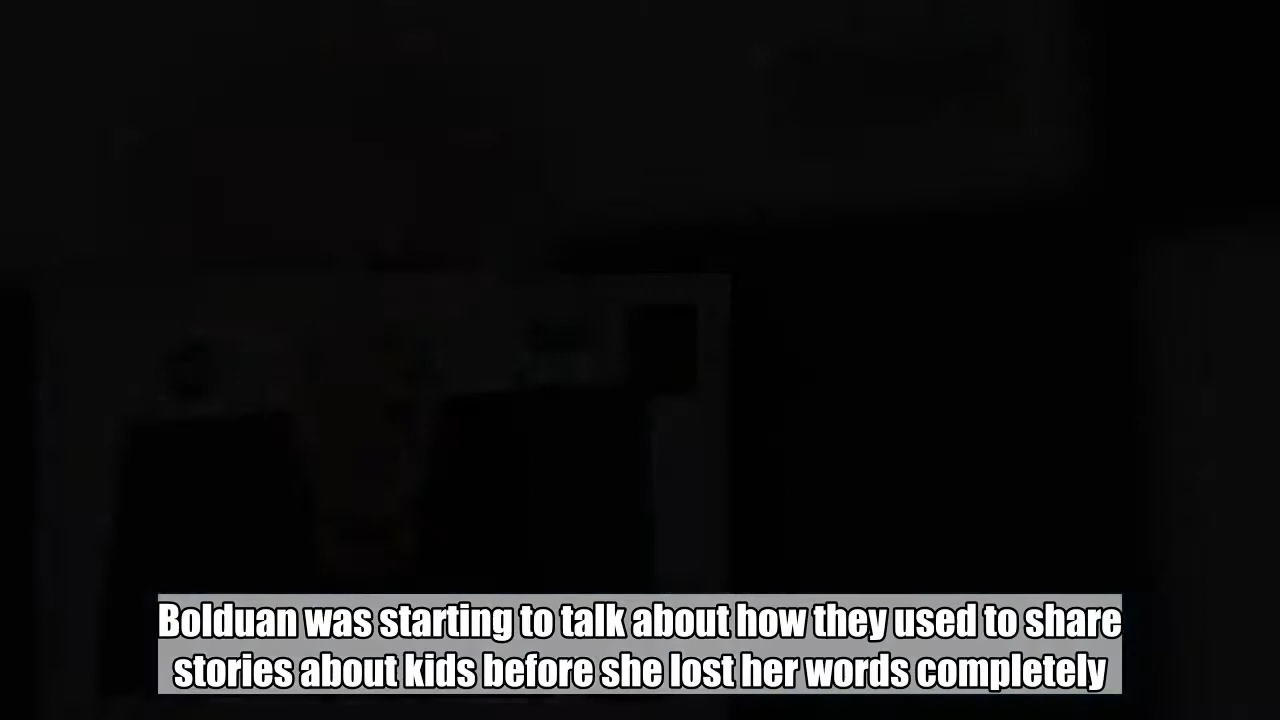 Bolduan was starting to talk about how they used to share
stories about kids before she lost her words completely